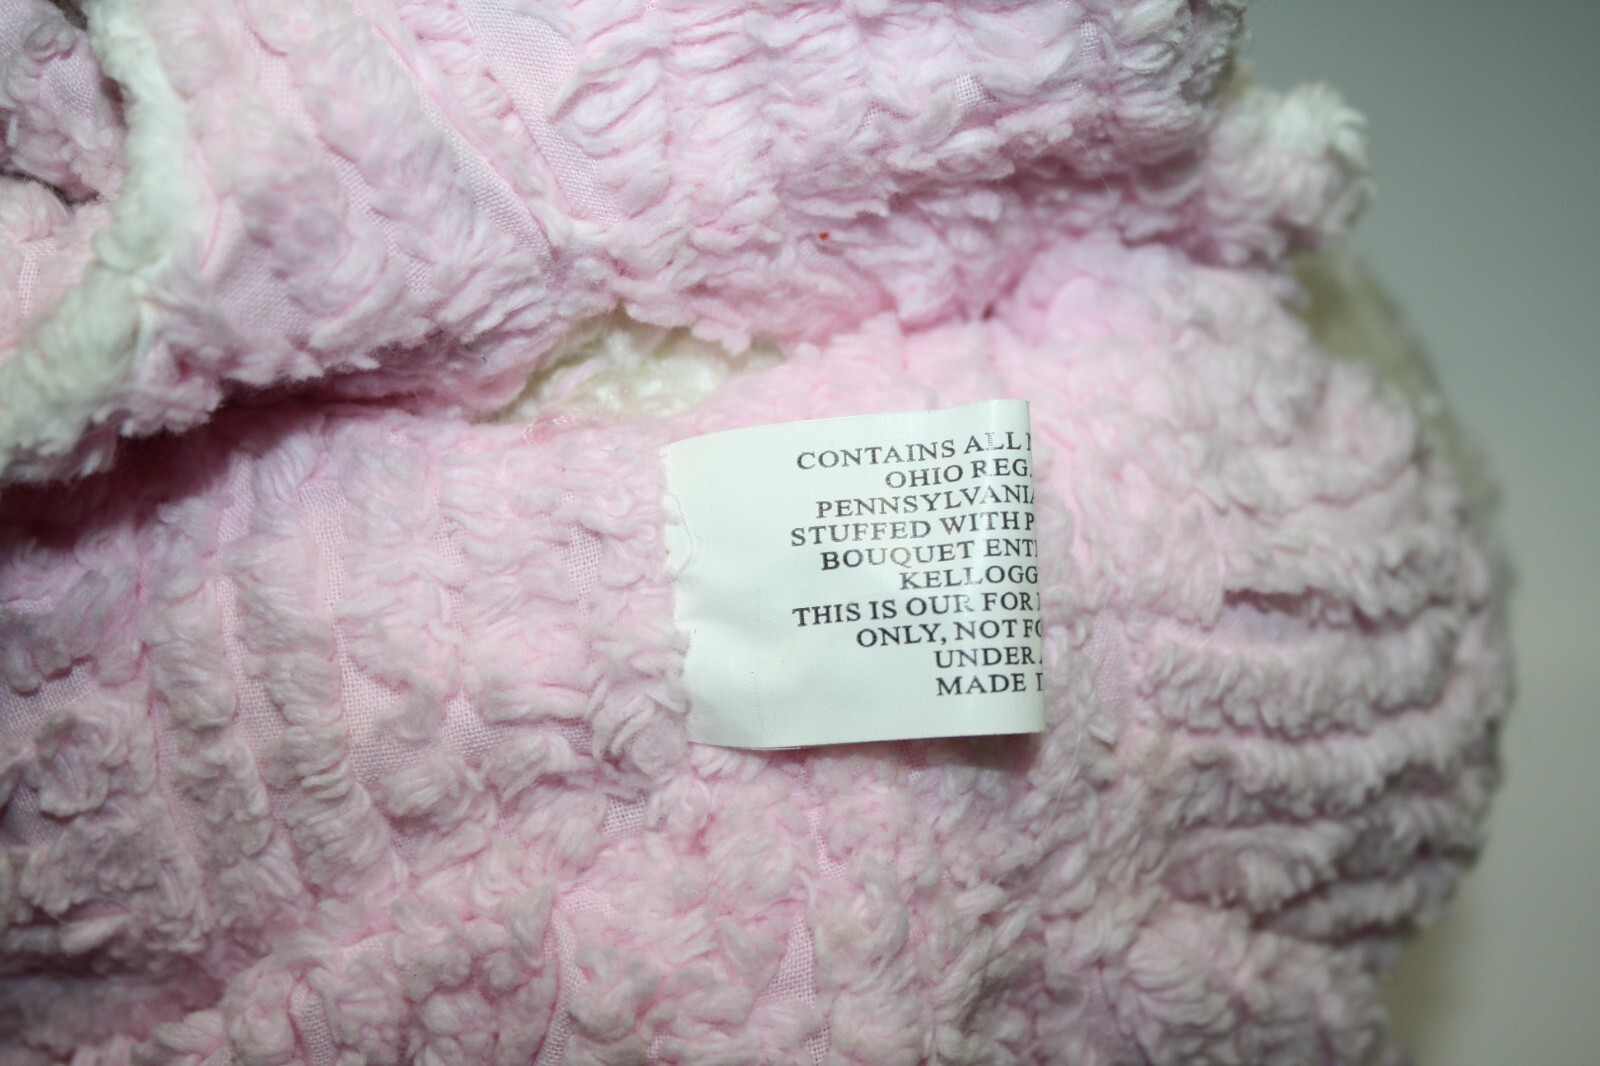 CONTAINS ALL
OHIO REG.
PENNSYLVANIA
STUFFED WITH P
BOUQUET ENT
KELLOGG
THIS IS OUR FOR
ONLY, NOT FO
UNDER
MADE I